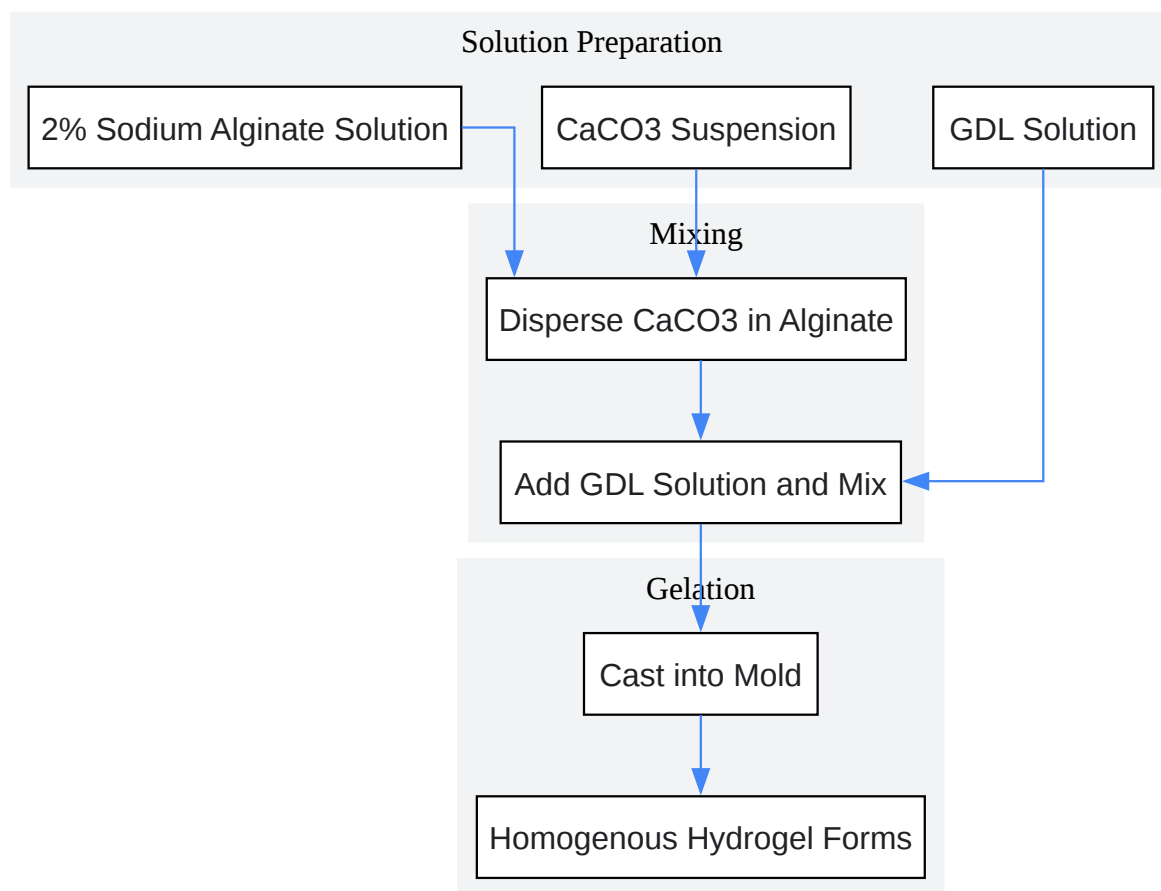 Solution Preparation
2% Sodium Alginate Solution
CaCO3 Suspension
GDL Solution
Mixing
Disperse CaCO3 in Alginate
Add GDL Solution and Mix
Gelation
Cast into Mold
Homogenous Hydrogel Forms